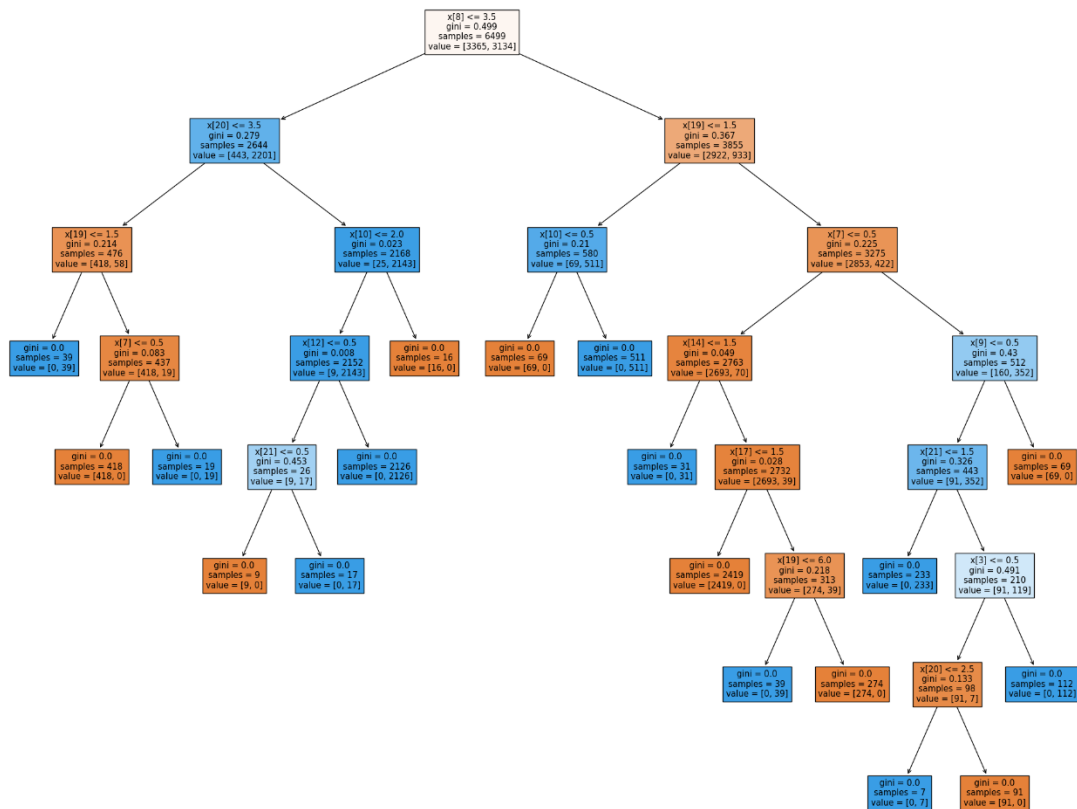 x[8] <= 3.5
gini = 0.499
samples = 6499
value = [3365, 3134]
x[20] <= 3.5
gini = 0.279
samples = 2644
value = [443, 2201]
x[19] <= 1.5
gini = 0.367
samples = 3855
value = [2922, 933]
x[19] <= 1.5
gini = 0.214
samples = 476
value = [418, 58]
x[10] <= 2.0
gini = 0.023
samples = 2168
value = [25, 2143]
x[10] <= 0.5
gini = 0.21
samples = 580
value = [69, 511]
x[7] <= 0.5
gini = 0.225
samples = 3275
value = [2853, 422]
gini = 0.0
samples = 39
value = [0, 39]
x[7] <= 0.5
gini = 0.083
samples = 437
value = [418, 19]
x[12] <= 0.5
gini = 0.008
samples = 2152
value = [9, 2143]
gini = 0.0
samples = 16
value = [16, 0]
gini = 0.0
samples = 69
value = [69, 0]
gini = 0.0
samples = 511
value = [0, 511]
x[14] <= 1.5
gini = 0.049
samples = 2763
value = [2693, 70]
x[9] <= 0.5
gini = 0.43
samples = 512
value = [160, 352]
gini = 0.0
samples = 418
value = [418, 0]
gini = 0.0
samples = 19
value = [0, 19]
x[21] <= 0.5
gini = 0.453
samples = 26
value = [9, 17]
gini = 0.0
samples = 2126
value = [0, 2126]
gini = 0.0
samples = 31
value = [0, 31]
x[17] <= 1.5
gini = 0.028
samples = 2732
value = [2693, 39]
x[21] <= 1.5
gini = 0.326
samples = 443
value = [91, 352]
gini = 0.0
samples = 69
value = [69, 0]
gini = 0.0
samples = 9
value = [9, 0]
gini = 0.0
samples = 17
value = [0, 17]
gini = 0.0
samples = 2419
value = [2419, 0]
x[19] <= 6.0
gini = 0.218
samples = 313
value = [274, 39]
gini = 0.0
samples = 233
value = [0, 233]
x[3] <= 0.5
gini = 0.491
samples = 210
value = [91, 119]
gini = 0.0
samples = 39
value = [0, 39]
gini = 0.0
samples = 274
value = [274, 0]
x[20] <= 2.5
gini = 0.133
samples = 98
value = [91, 7]
gini = 0.0
samples = 112
value = [0, 112]
gini = 0.0
samples = 7
value = [0, 7]
gini = 0.0
samples = 91
value = [91, 0]